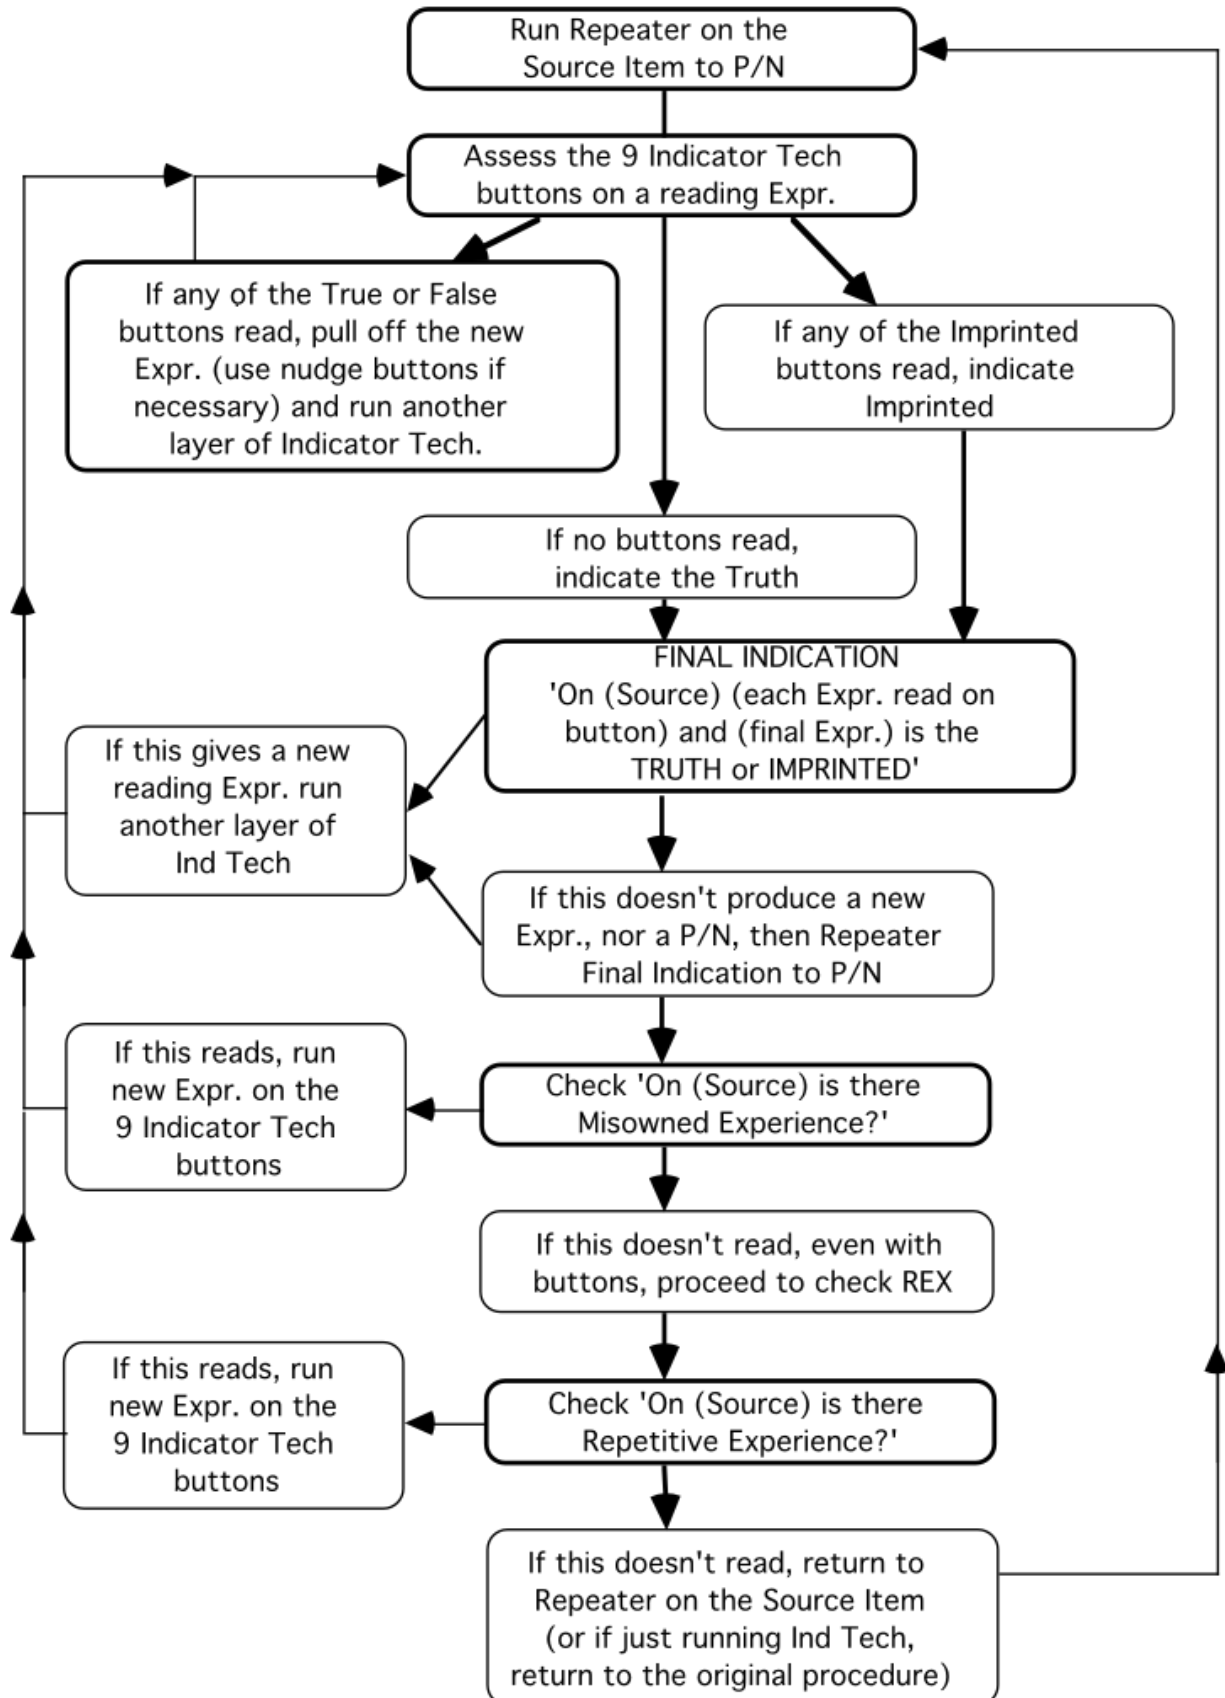 Run Repeater on the
Source Item to P/N
Assess the 9 Indicator Tech
buttons on a reading Expr.
If any of the True or False
buttons read, pull off the new
Expr. (use nudge buttons if
necessary) and run another
layer of Indicator Tech.
If any of the Imprinted
buttons read, indicate
Imprinted
If no buttons read,
indicate the Truth
FINAL INDICATION
'On (Source) (each Expr. read on
button) and (final Expr.) is the
TRUTH or IMPRINTED'
If this gives a new
reading Expr. run
another layer of
Ind Tech
If this doesn't produce a new
Expr., nor a P/N, then Repeater
Final Indication to P/N
If this reads, run
new Expr. on the
9 Indicator Tech
buttons
Check 'On (Source) is there
Misowned Experience?'
If this doesn't read, even with
buttons, proceed to check REX
If this reads, run
new Expr. on the
9 Indicator Tech
buttons
Check 'On (Source) is there
Repetitive Experience?'
If this doesn't read, return to
Repeater on the Source Item
(or if just running Ind Tech,
return to the original procedure)